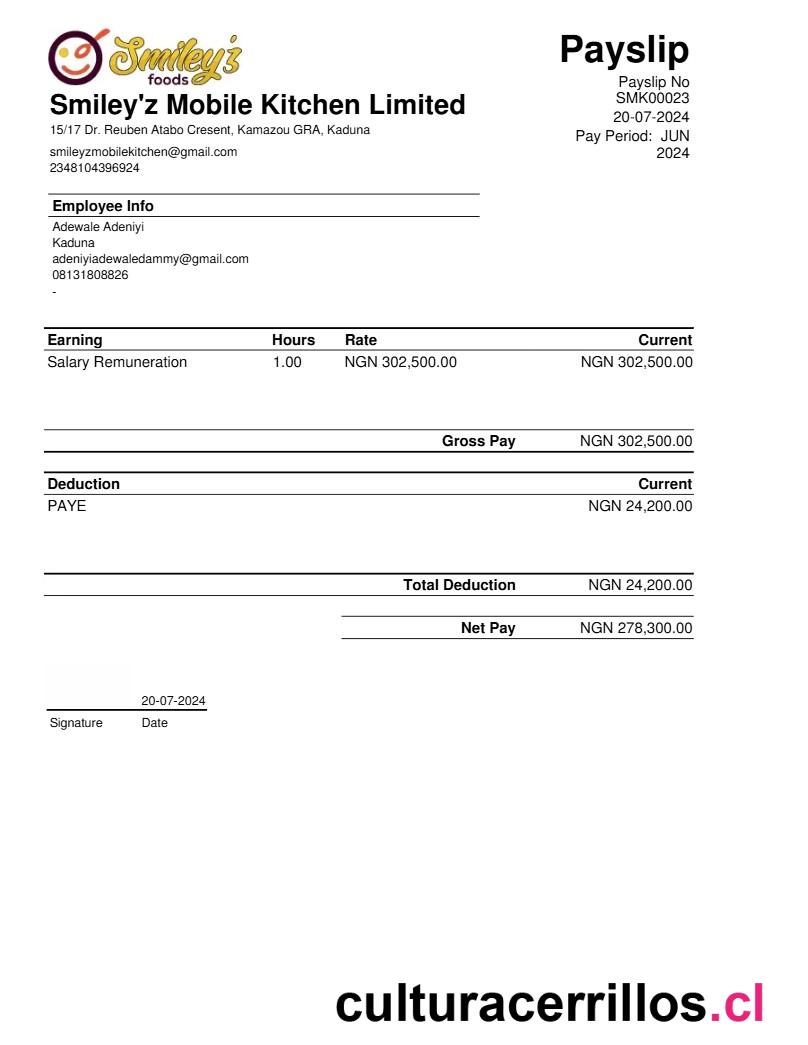 Smiley'z
foods
Payslip
Smiley'z Mobile Kitchen Limited
15/17 Dr. Reuben Atabo Cresent, Kamazou GRA, Kaduna
smileyzmobilekitchen@gmail.com
2348104396924
Payslip No
SMK00023
20-07-2024
Pay Period: JUN
2024
Employee Info
Adewale Adeniyi
Kaduna
adeniyiadewaledammy@gmail.com
08131808826
-
Earning Hours Rate Current
Salary Remuneration 1.00 NGN 302,500.00 NGN 302,500.00
Gross Pay NGN 302,500.00
Deduction Current
PAYE NGN 24,200.00
Total Deduction NGN 24,200.00
Net Pay NGN 278,300.00
20-07-2024
Signature Date
culturacerrillos.cl